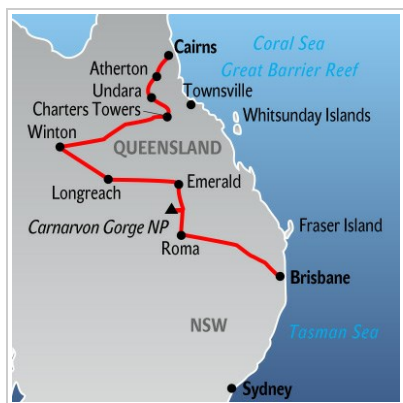 Cairns
Coral Sea
Great Barrier Reef
Atherton
Undara
Townsville
Charters Towers
Whitsunday Islands
Winton
QUEENSLAND
Longreach
Emerald
Carnarvon Gorge NP
Fraser Island
Roma
Brisbane
NSW
Tasman Sea
Sydney